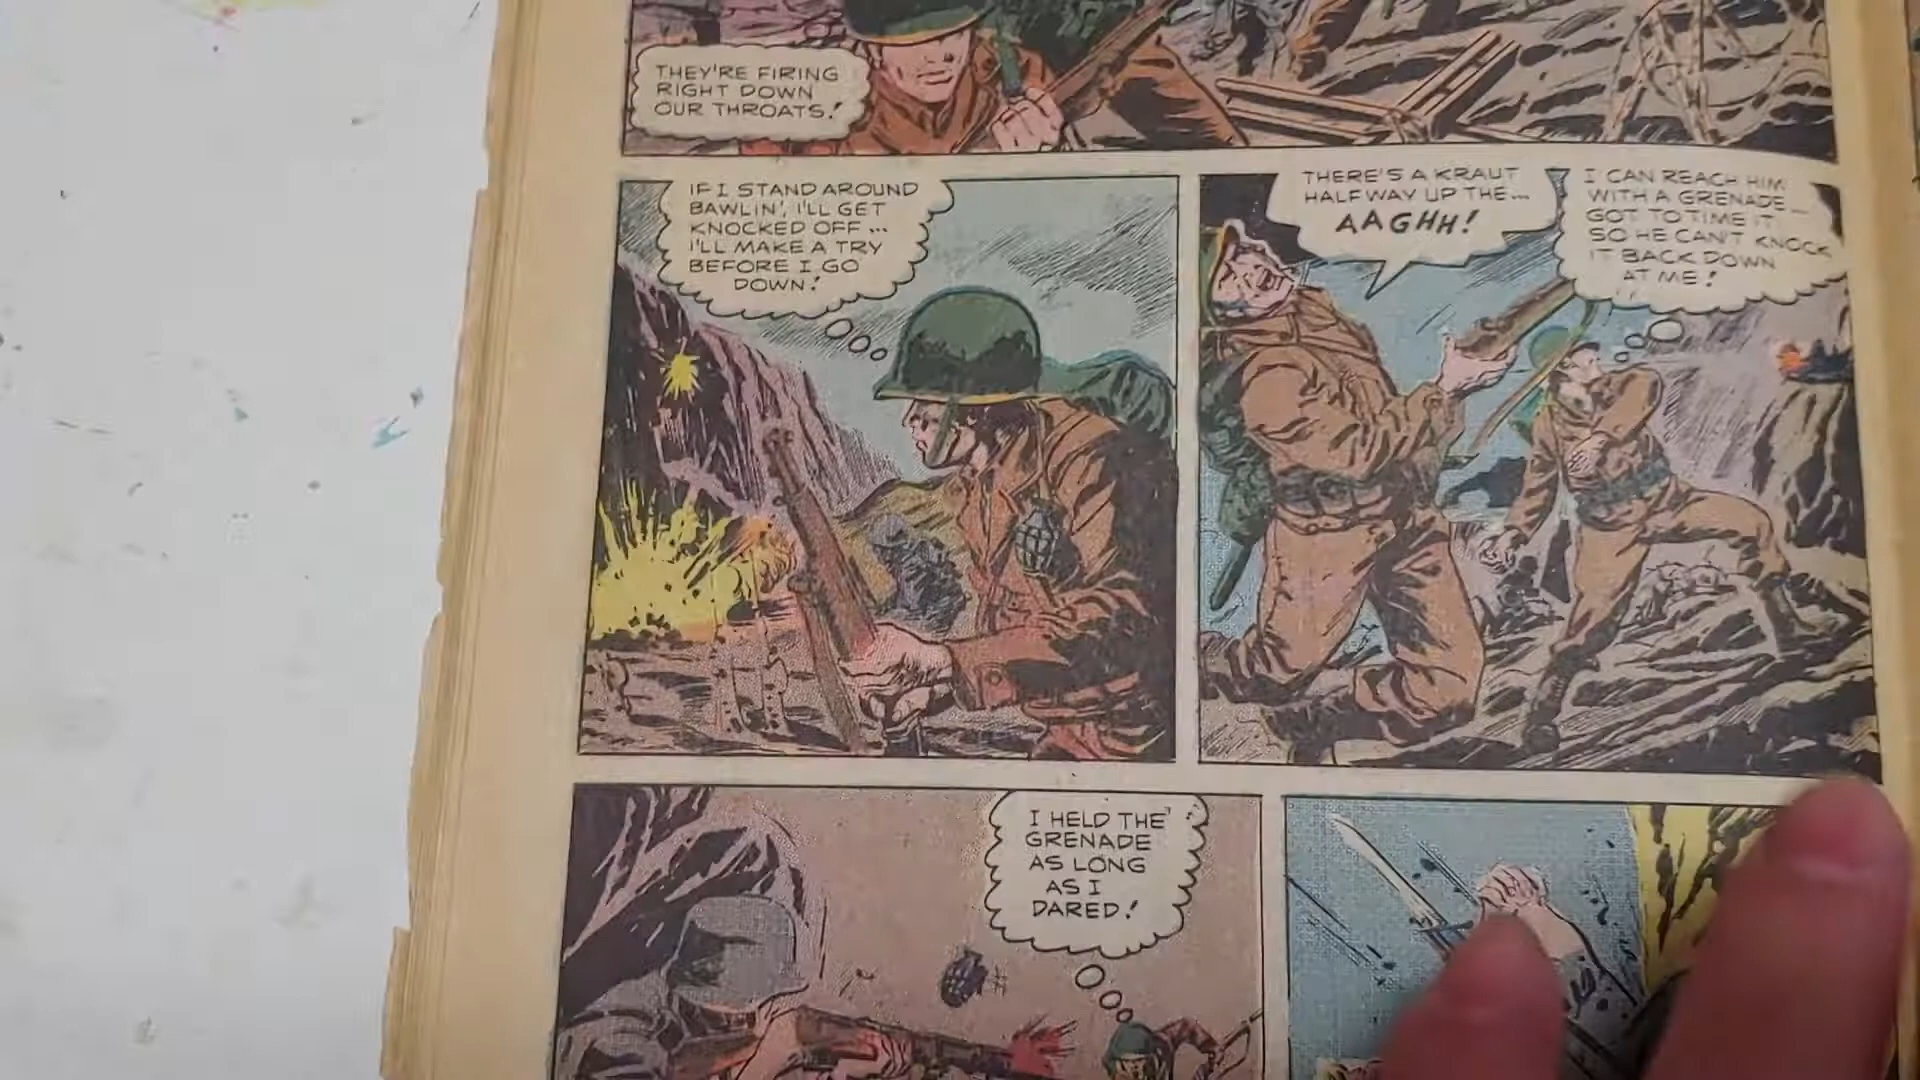 THEY'RE FIRING
RIGHT DOWN
OUR THROATS!
IF I STAND AROUND
BAWLIN', I'LL GET
KNOCKED OFF...
I'LL MAKE A TRY
BEFORE I GO
DOWN!
THERE'S A KRAUT
HALFWAY UP THE...
AAGHH!
I CAN REACH HIM
WITH A GRENADE...
GOT TO TIME IT
SO HE CAN'T KNOCK
IT BACK DOWN
AT ME!
I HELD THE
GRENADE
AS LONG
AS I
DARED!